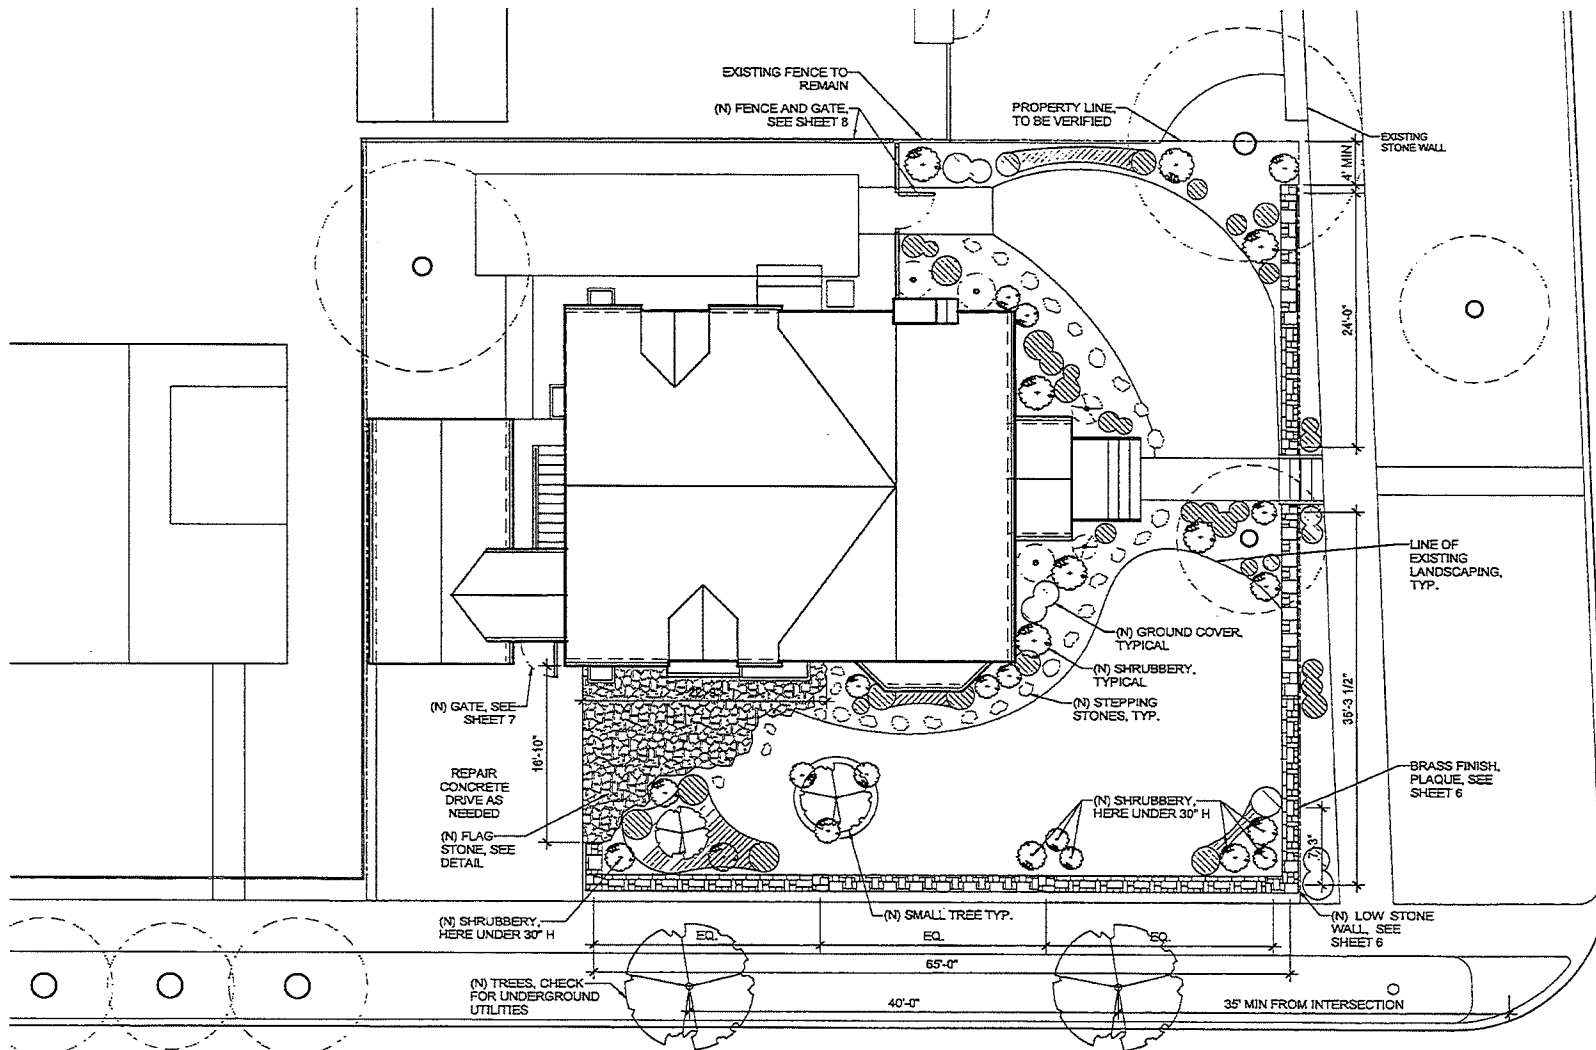 EXISTING FENCE TO
REMAIN
(N) FENCE AND GATE,
SEE SHEET 8
PROPERTY LINE,
TO BE VERIFIED
EXISTING
STONE WALL
4' MIN
24'-0"
LINE OF
EXISTING
LANDSCAPING,
TYP.
(N) GROUND COVER,
TYPICAL
(N) SHRUBBERY,
TYPICAL
(N) STEPPING
STONES, TYP.
35'-3 1/2"
(N) GATE, SEE
SHEET 7
16'-10"
REPAIR
CONCRETE
DRIVE AS
NEEDED
(N) FLAG
STONE, SEE
DETAIL
BRASS FINISH,
PLAQUE, SEE
SHEET 6
(N) SHRUBBERY,
HERE UNDER 30" H
(N) SHRUBBERY,
HERE UNDER 30" H
(N) SMALL TREE TYP.
(N) LOW STONE
WALL, SEE
SHEET 6
EQ.
EQ.
EQ.
65'-0"
(N) TREES, CHECK
FOR UNDERGROUND
UTILITIES
40'-0"
35' MIN FROM INTERSECTION